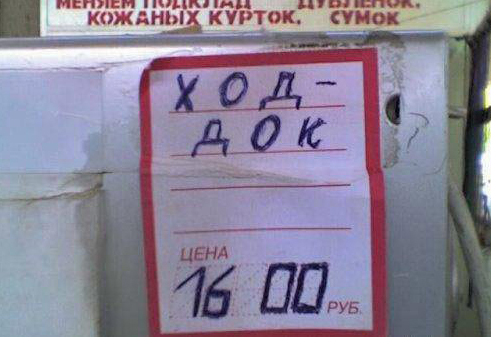 МЕНЯЕМ ПОДКЛАД ДУБЛЕНОК.
КОЖАНЫХ КУРТОК. СУМОК
ХОД-
ДОК
ЦЕНА
16 00 РУБ.